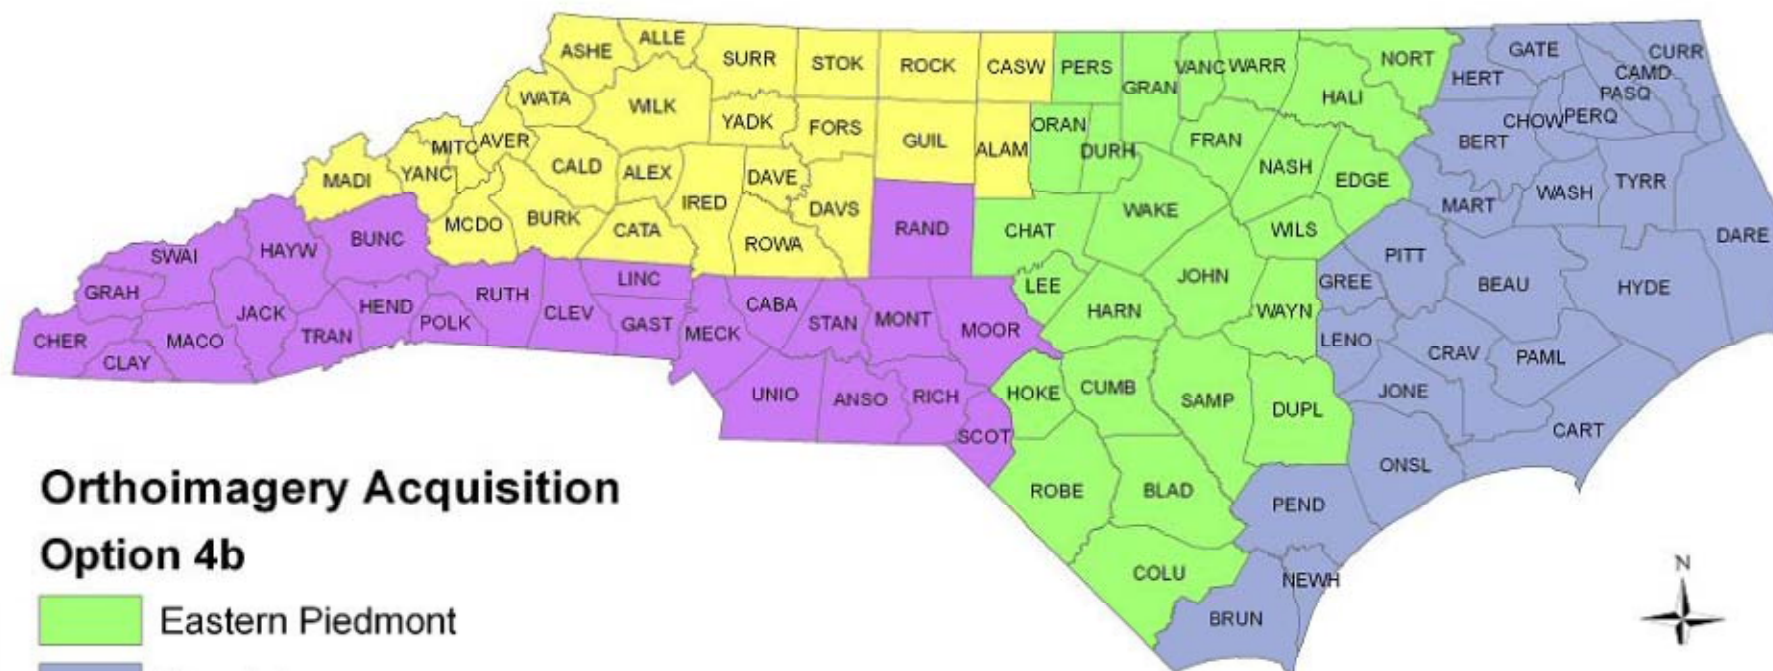 ASHE
ALLE
SURR
STOK
ROCK
CASW
PERS
GRAN
VANC
WARR
NORT
HALI
HERT
GATE
CURR
CAMD
PASQ
PERQ
CHOW
BERT
WATA
WILK
YADK
FORS
GUIL
ALAM
ORAN
DURH
FRAN
NASH
EDGE
MART
WASH
TYRR
DARE
MADI
YANC
MITC
AVER
CALD
ALEX
IRED
DAVE
DAVS
RAND
CHAT
WAKE
WILS
PITT
BEAU
HYDE
MCDO
BURK
CATA
ROWA
SWAI
HAYW
BUNC
GRAH
JACK
HEND
RUTH
LINC
CABA
STAN
MONT
MOOR
LEE
HARN
JOHN
WAYN
GREE
LENO
CRAV
PAML
CHER
CLAY
MACO
TRAN
POLK
CLEV
GAST
MECK
UNIO
ANSO
RICH
SCOT
HOKE
CUMB
SAMP
DUPL
JONE
CART
ONSL
ROBE
BLAD
PEND
COLU
BRUN
NEWH
N
Orthoimagery Acquisition
Option 4b
Eastern Piedmont